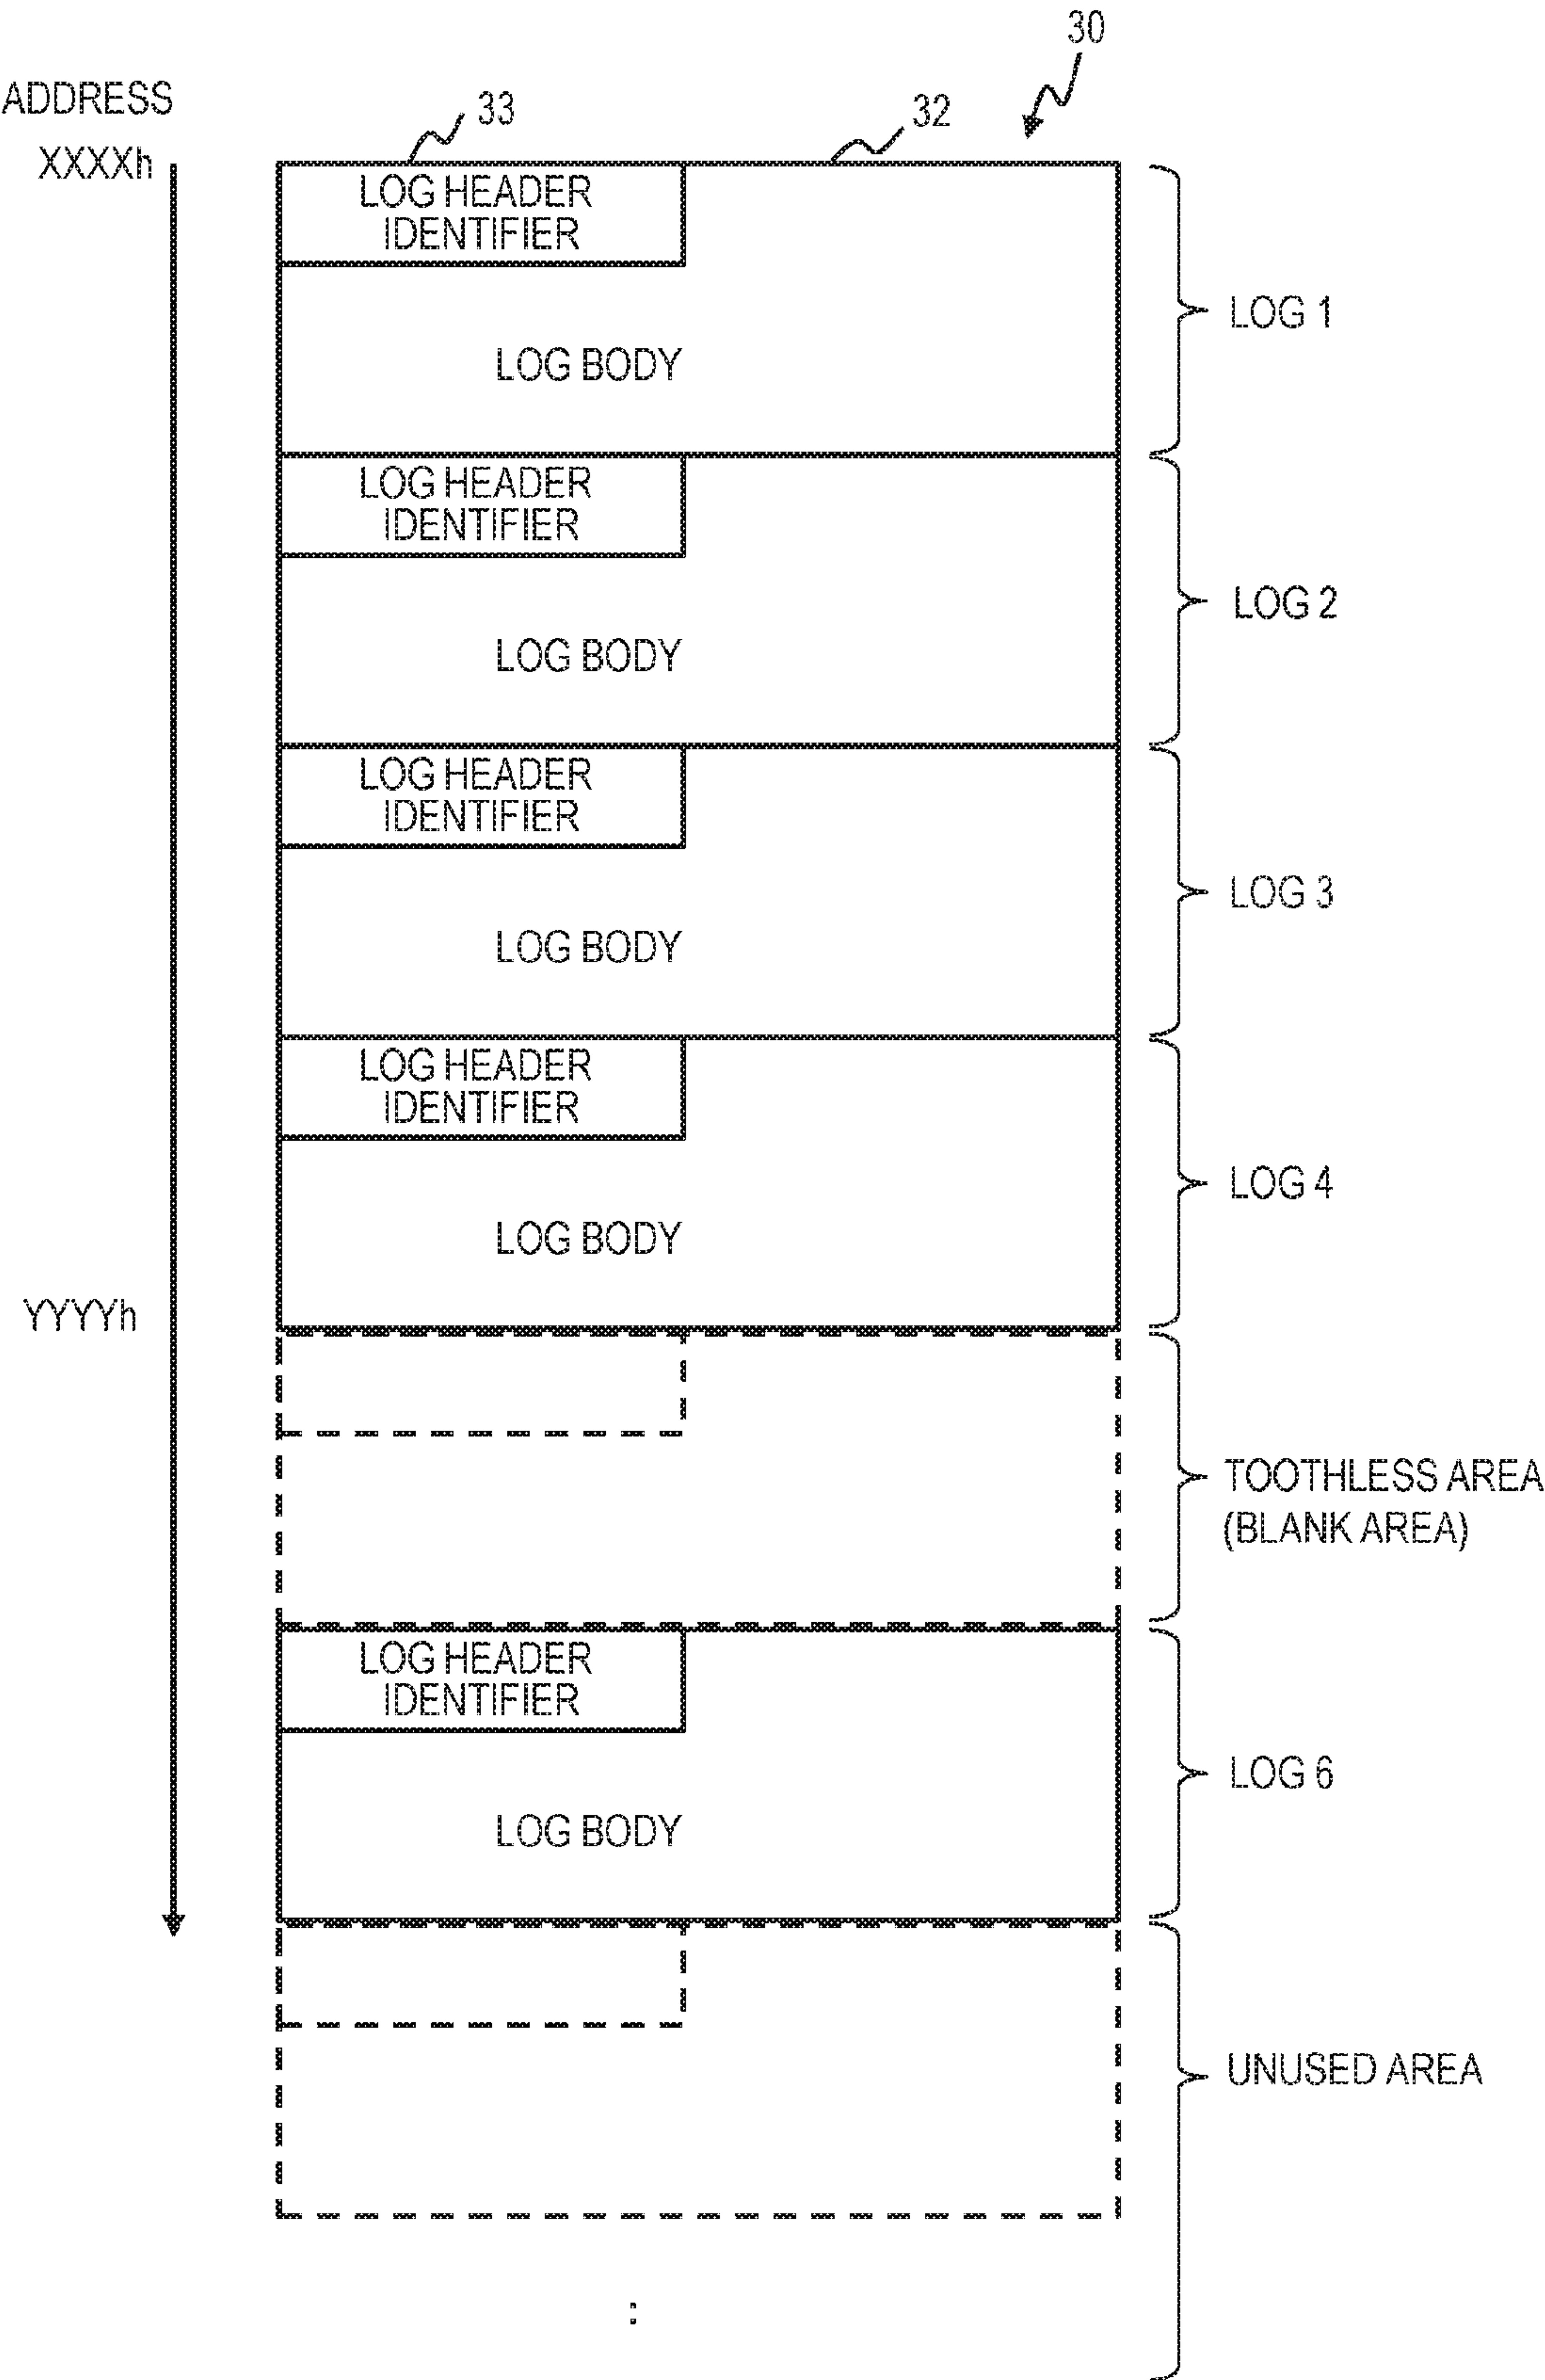 30
ADDRESS
33
32
XXXXh
LOG HEADER
IDENTIFIER
LOG 1
LOG BODY
LOG HEADER
IDENTIFIER
LOG 2
LOG BODY
LOG HEADER
IDENTIFIER
LOG 3
LOG BODY
LOG HEADER
IDENTIFIER
LOG 4
LOG BODY
YYYYh
TOOTHLESS AREA
(BLANK AREA)
LOG HEADER
IDENTIFIER
LOG 6
LOG BODY
UNUSED AREA
: